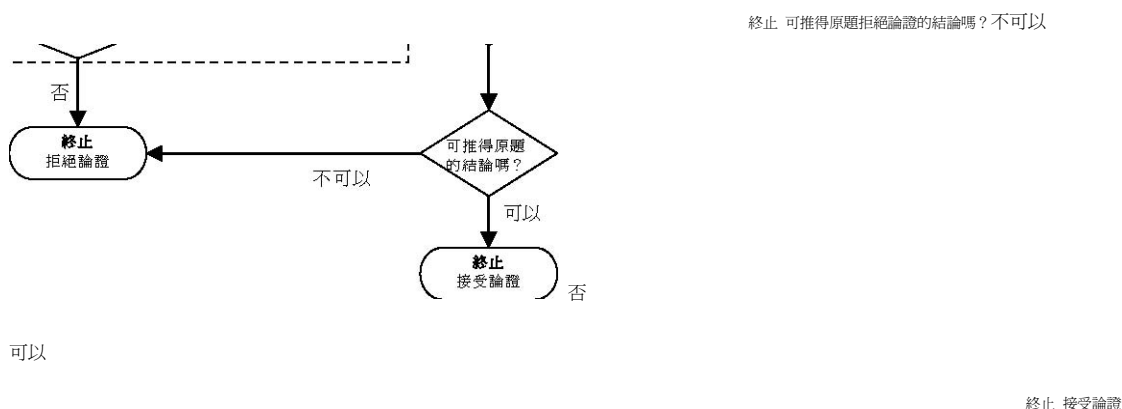 終止 可推得原題拒絕論證的結論嗎？不可以
否
終止
拒絕論證
可推得原題
的結論嗎？
不可以
可以
終止
接受論證
否
可以
終止 接受論證